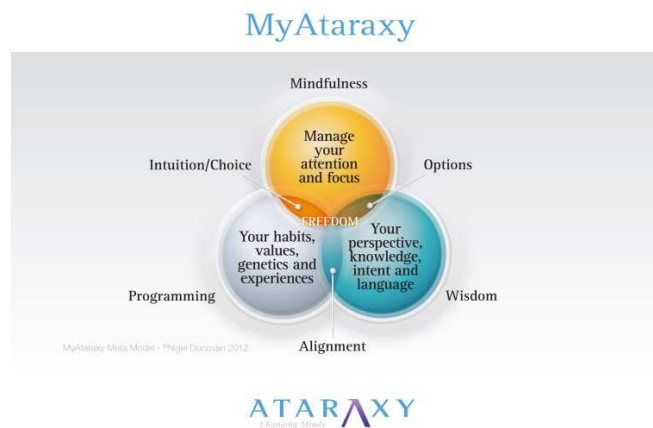 MyAtaraxy
Mindfulness
Manage
your
attention
and focus
Intuition/Choice
Options
FREEDOM
Your habits,
values,
genetics and
experiences
Your
perspective,
knowledge,
intent and
language
Programming
Wisdom
Alignment
MyAtaraxy Meta Model - ©Nigel Donovan 2012
ATARAXY
Changing Minds